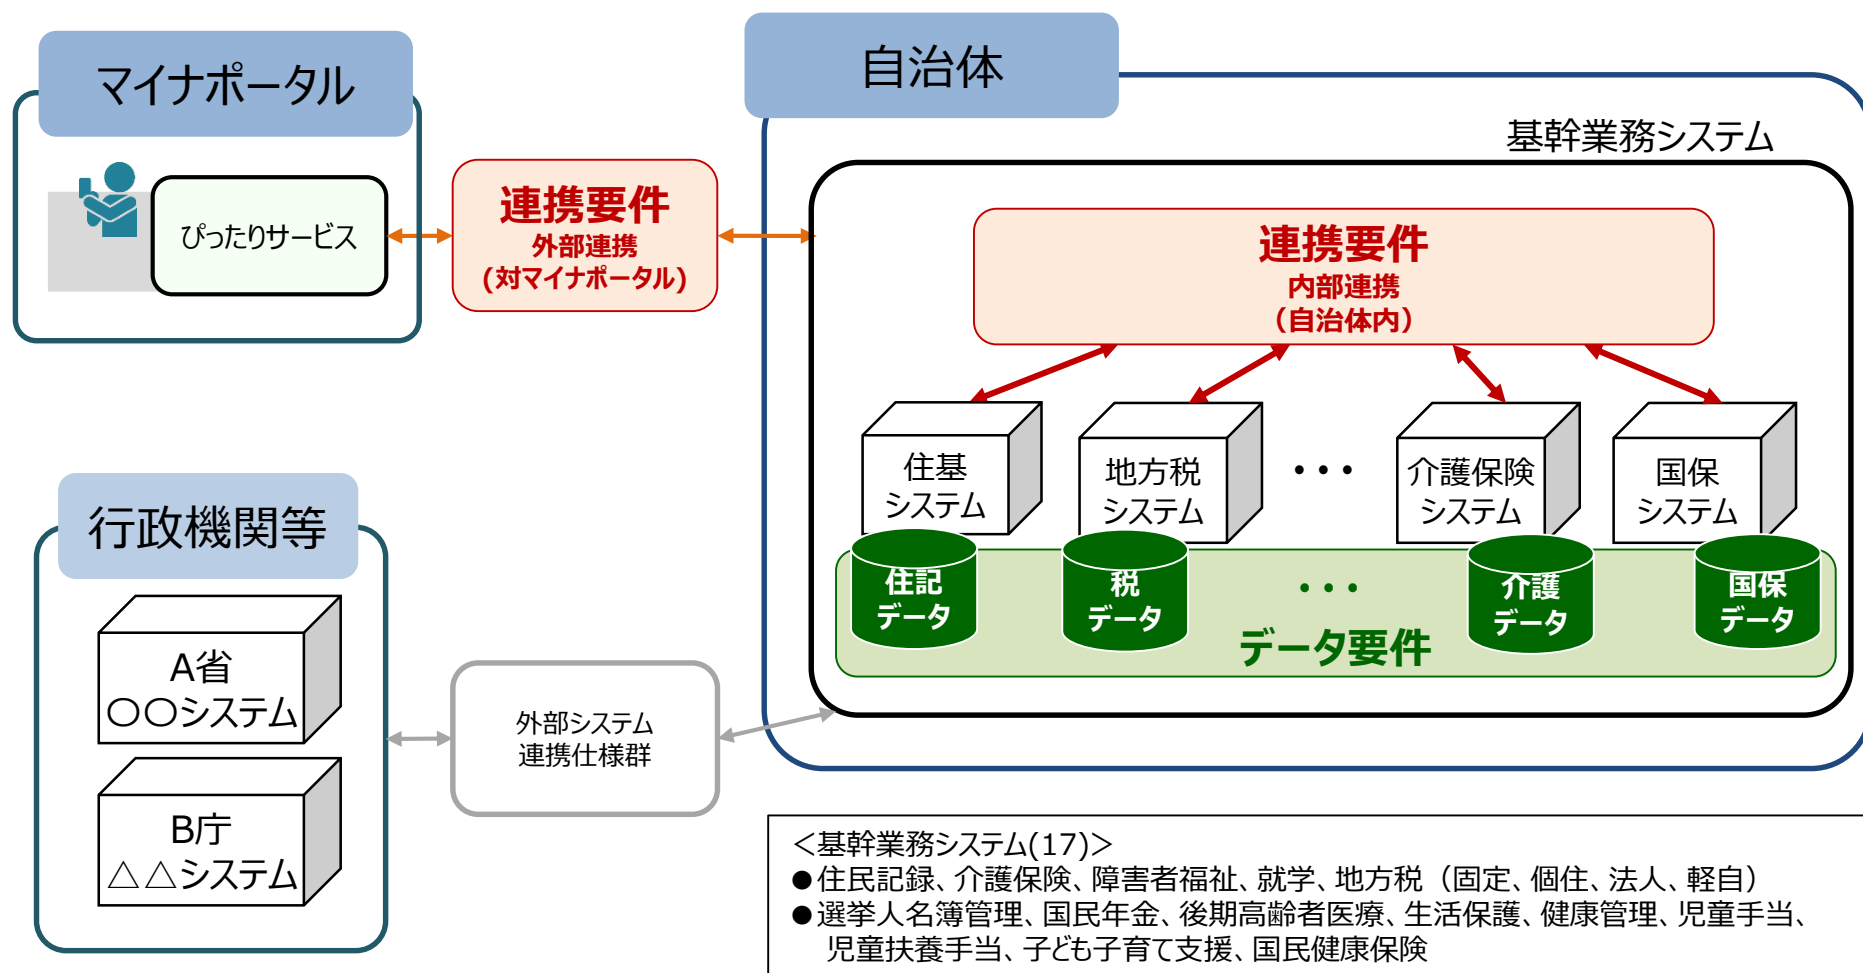 マイナポータル
ぴったりサービス
連携要件
外部連携
(対マイナポータル)
自治体
基幹業務システム
連携要件
内部連携
（自治体内）
住基
システム
地方税
システム
・・・
介護保険
システム
国保
システム
住記
データ
税
データ
・・・
介護
データ
国保
データ
データ要件
行政機関等
A省
〇〇システム
B庁
△△システム
外部システム
連携仕様群
＜基幹業務システム(17)＞
●住民記録、介護保険、障害者福祉、就学、地方税（固定、個住、法人、軽自）
●選挙人名簿管理、国民年金、後期高齢者医療、生活保護、健康管理、児童手当、
児童扶養手当、子ども子育て支援、国民健康保険